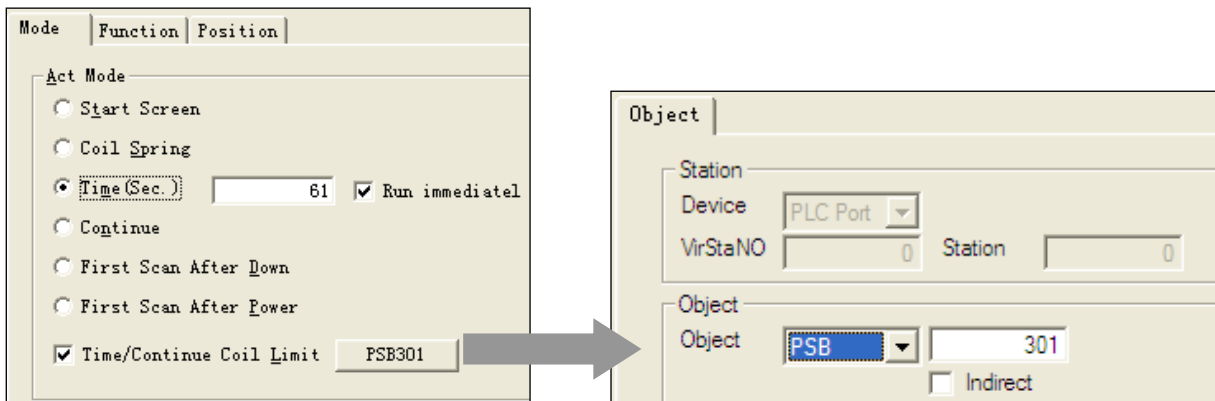 Mode Function Position
Act Mode
Start Screen
Coil Spring
Time(Sec.) 61 Run immediatel
Continue
First Scan After Down
First Scan After Power
Time/Continue Coil Limit PSB301
Object
Station
Device PLC Port
VirStaNO 0 Station 0
Object
Object PSB 301
Indirect